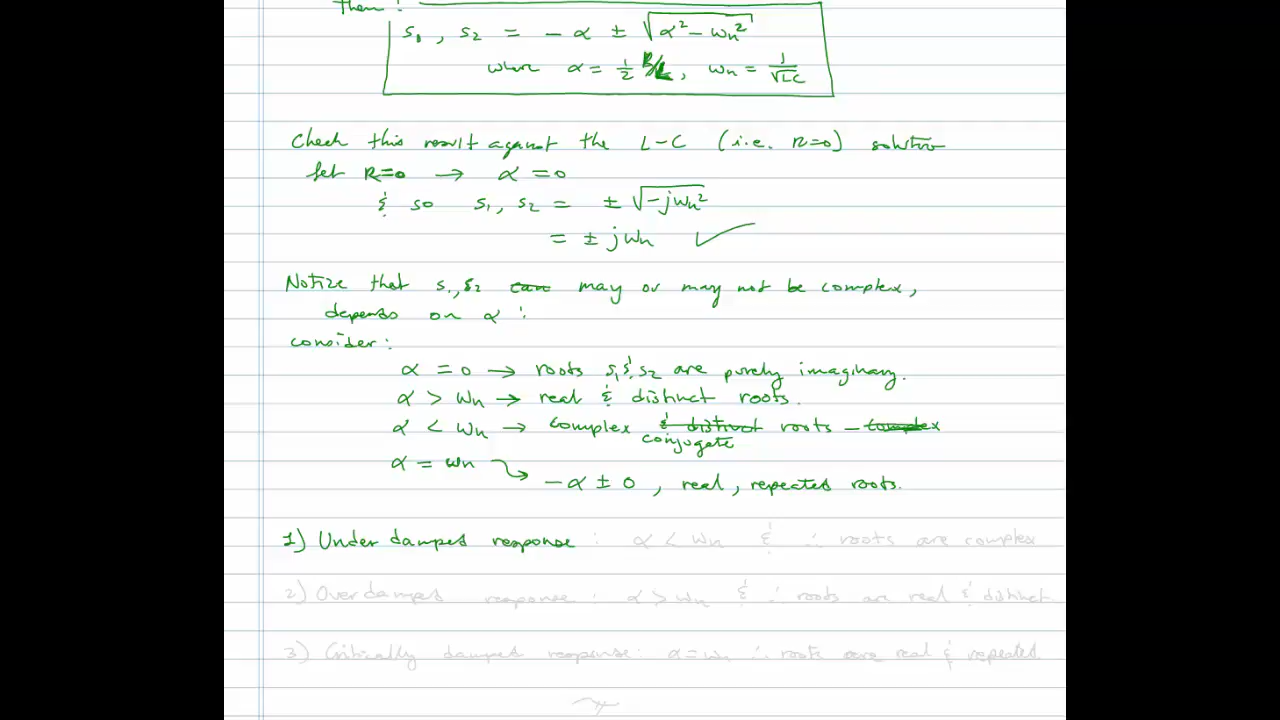 then :
s₁, s₂ = - α ± √(α² - ωn²)
where α = 1/2 R/L, ωn = 1/√LC
Check this result against the L-C (i.e. R=0) solution
Set R=0 → α = 0
& so s₁, s₂ = ± √(-jωn²)
= ± jωn ✓
Notize that s₁, s₂ can may or may not be complex,
depends on α :
consider :
α = 0 → roots s₁ & s₂ are purely imaginary.
α > ωn → real & distinct roots.
α < ωn → complex & distinct roots - complex
conjugate
α = ωn →
-α ± 0, real, repeated roots.
1) Underdamped response : α < ωn & ∴ roots are complex
2) Overdamped response : α > ωn & ∴ roots are real & distinct
3) Critically damped response : α = ωn ∴ roots are real & repeated